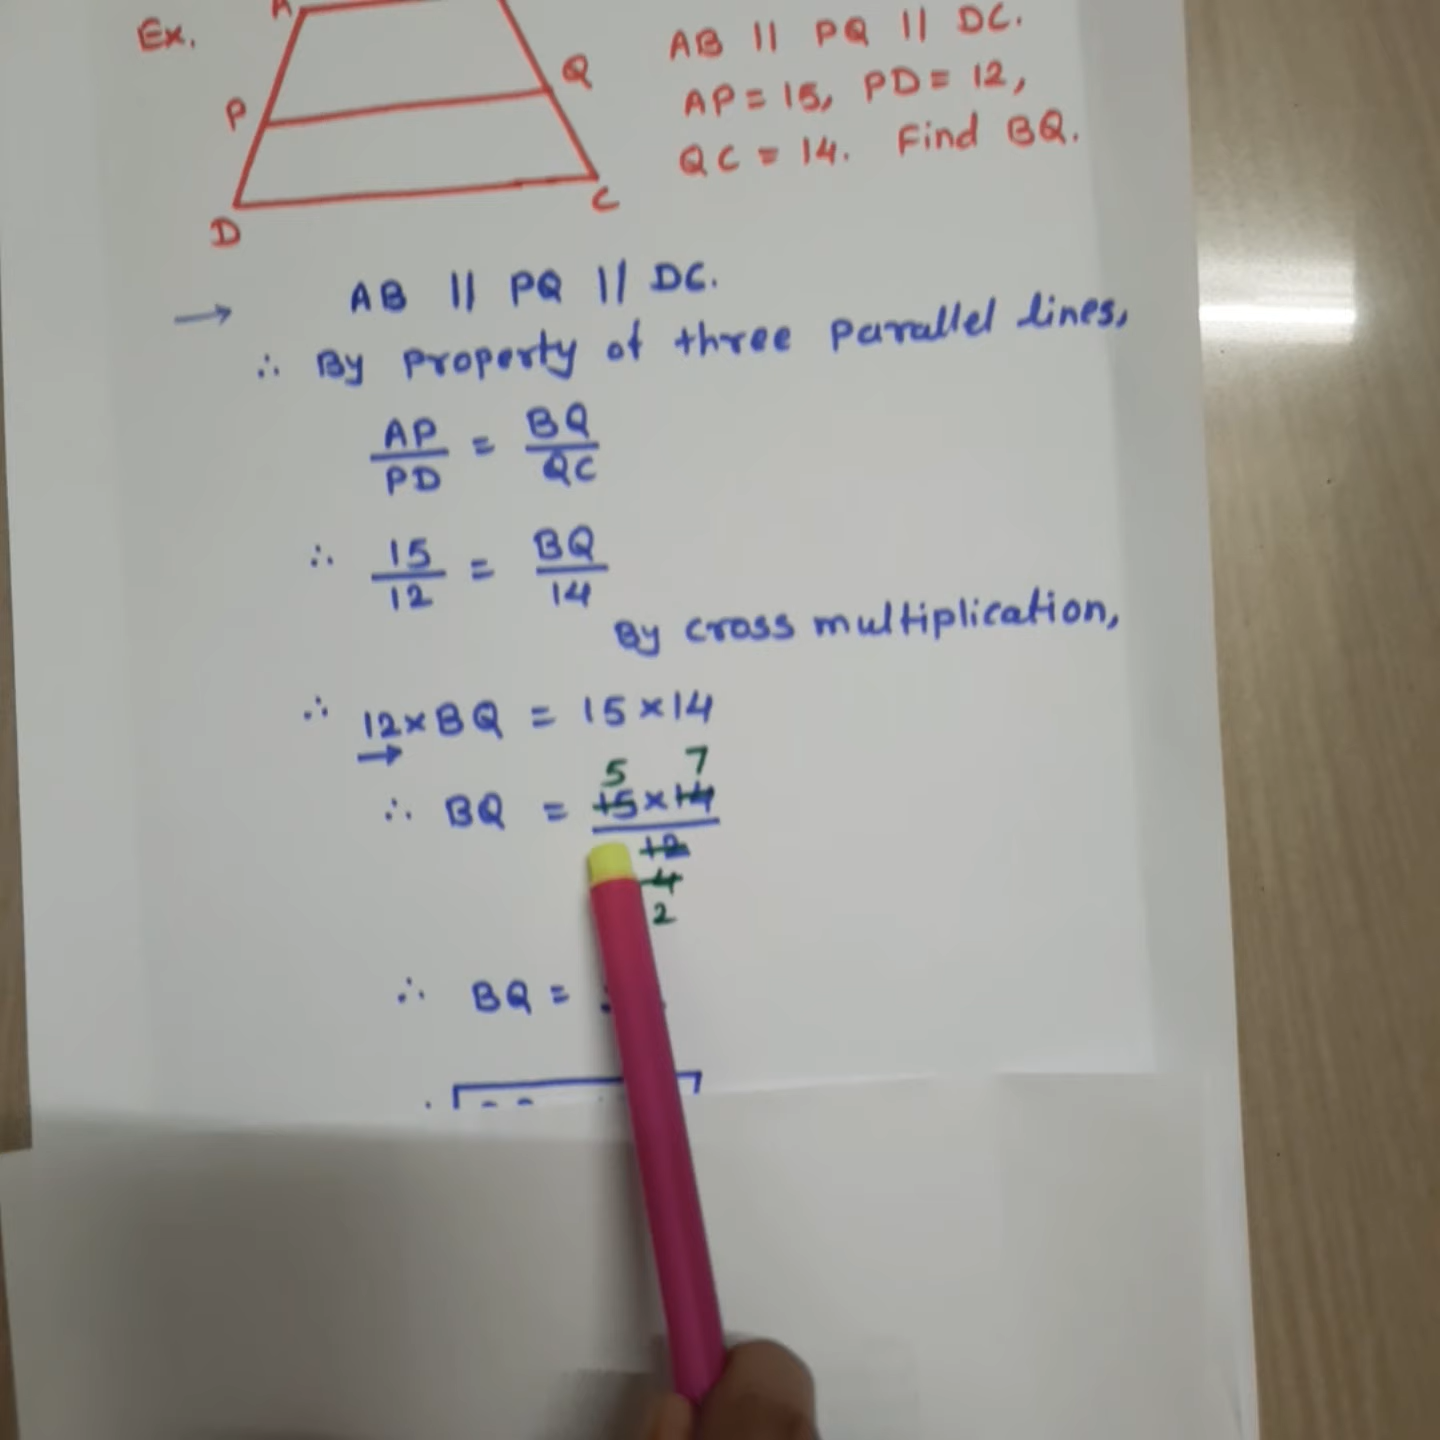 Ex.
A
P
Q
D
C
AB || PQ || DC.
AP = 15, PD = 12,
QC = 14. Find BQ.
→ AB || PQ || DC.
∴ By property of three parallel lines,
AP/PD = BQ/QC
∴ 15/12 = BQ/14
By cross multiplication,
∴ 12 × BQ = 15 × 14
5 7
∴ BQ = 15 × 14
12
4
2
∴ BQ =